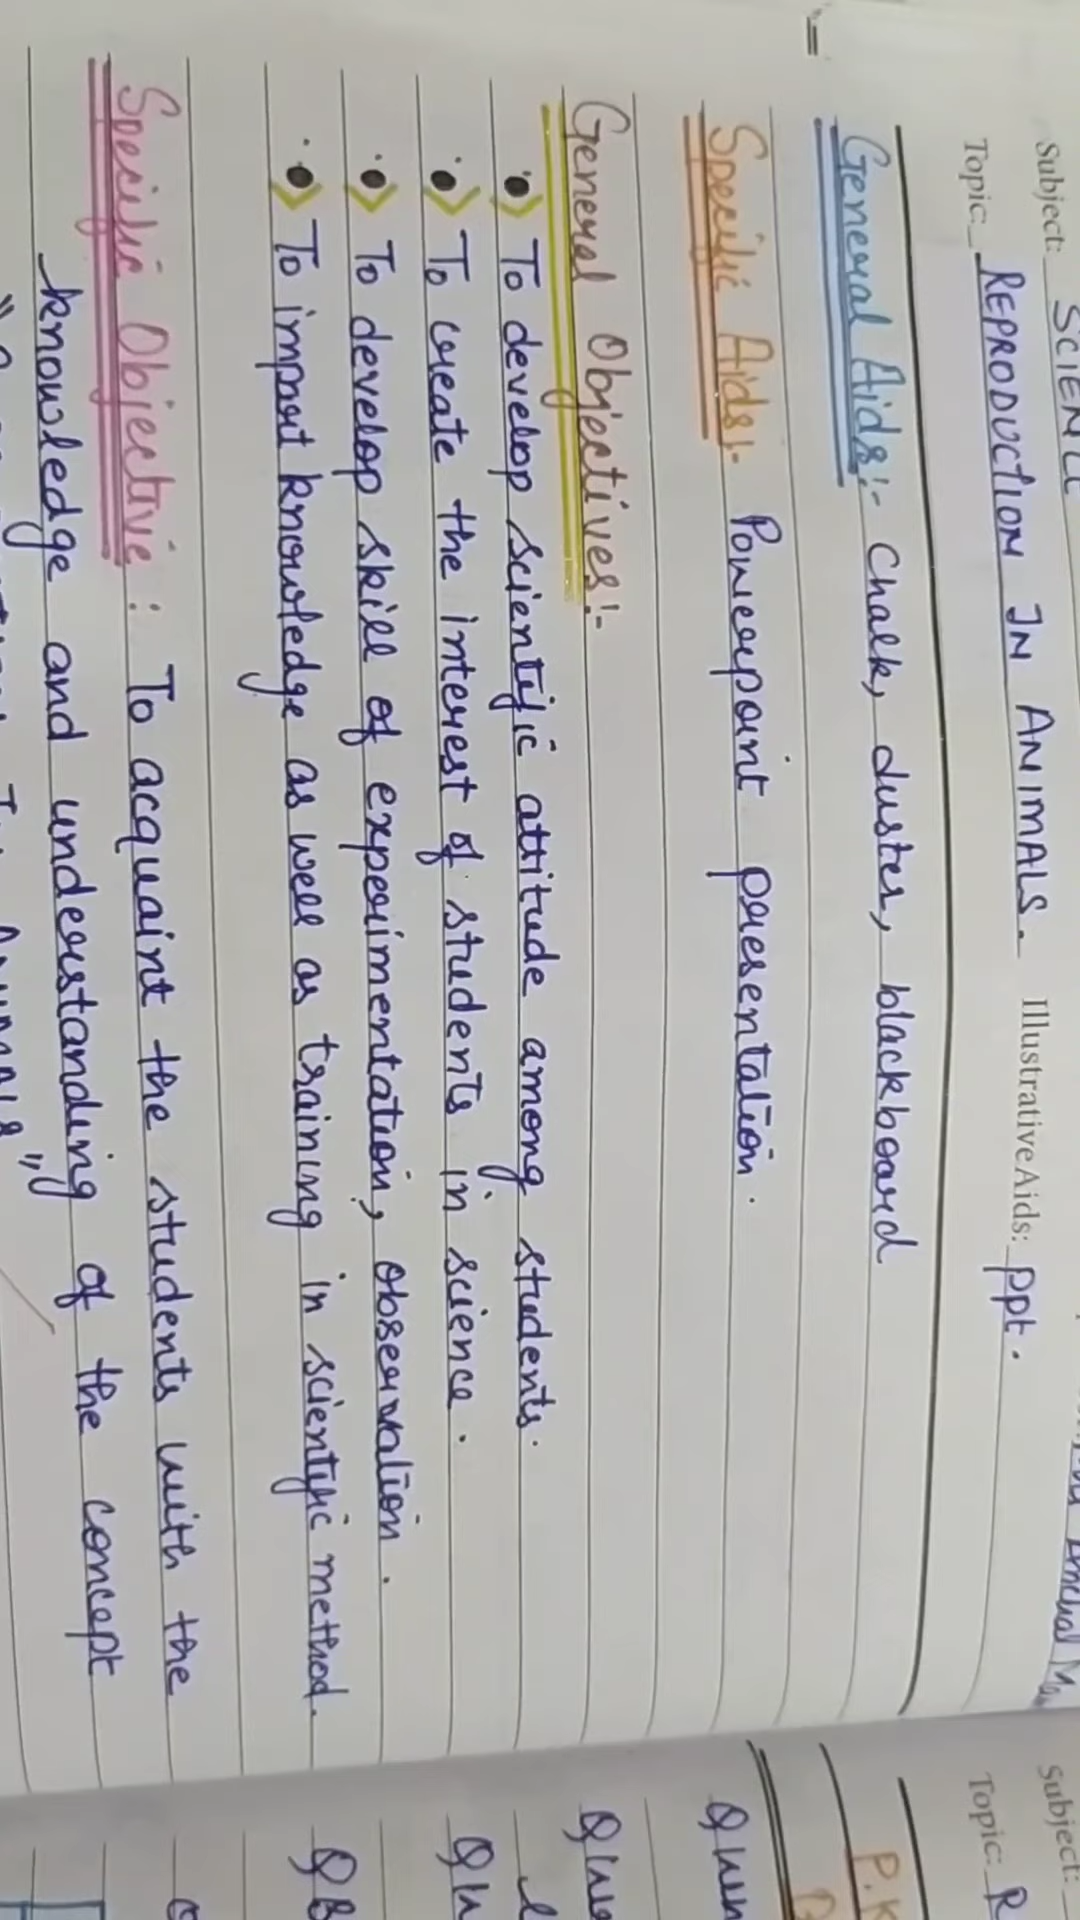 Subject: SCIENCE
Topic: REPRODUCTION IN ANIMALS. Illustrative Aids: ppt.
General Aids:- Chalk, duster, blackboard
Specific Aids:- Powerpoint presentation.
General Objectives:-
To develop scientific attitude among students.
To create the interest of students in science.
To develop skill of experimentation, observation.
To impart knowledge as well as training in scientific method.
Specific Objective: To acquaint the students with the
knowledge and understanding of the concept
Subject:
Topic: R
P.K